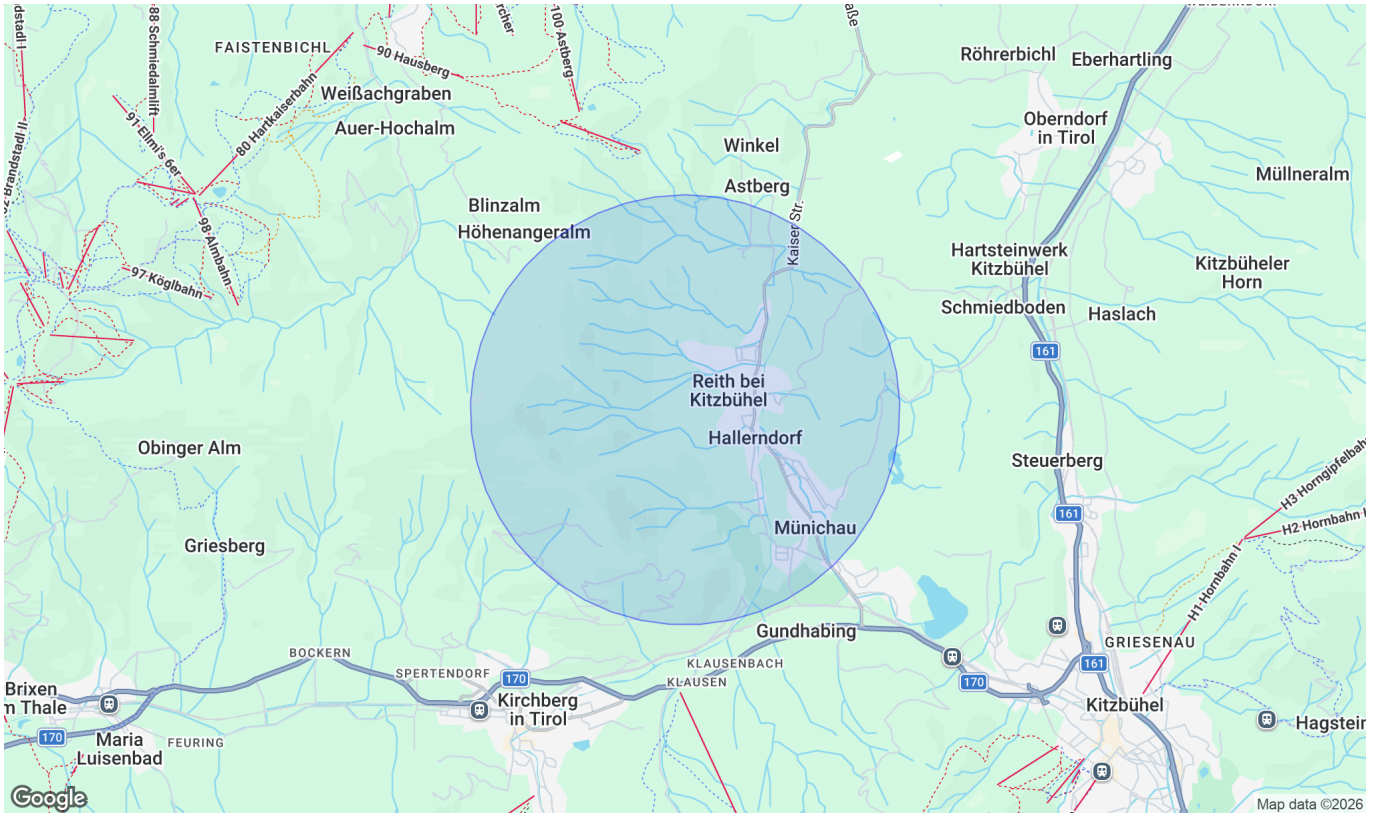 88 Schmiedalmlift
100 Astberg
FAISTENBICHL
90 Hausberg
Weißachgraben
Auer-Hochalm
91 Ellmi's 6er
80 Hartkaiserbahn
98 Almbahn
97 Köglbahn
Röhrerbichl
Eberhartling
Oberndorf
in Tirol
Winkel
Astberg
Müllneralm
Blinzalm
Höhenangeralm
Kaiser Str.
Hartsteinwerk
Kitzbühel
Kitzbüheler
Horn
Schmiedboden
Haslach
161
Reith bei
Kitzbühel
Hallerndorf
Obinger Alm
Steuerberg
H3 Horngipfelbahn
161
H2 Hornbahn
Münichau
Griesberg
H1 Hornbahn I
Gundhabing
GRIESENAU
BOCKERN
SPERTENDORF
KLAUSENBACH
KLAUSEN
161
170
170
Brixen
m Thale
Kirchberg
in Tirol
Kitzbühel
Hagstein
170
Maria
Luisenbad
FEURING
Google
Map data ©2026